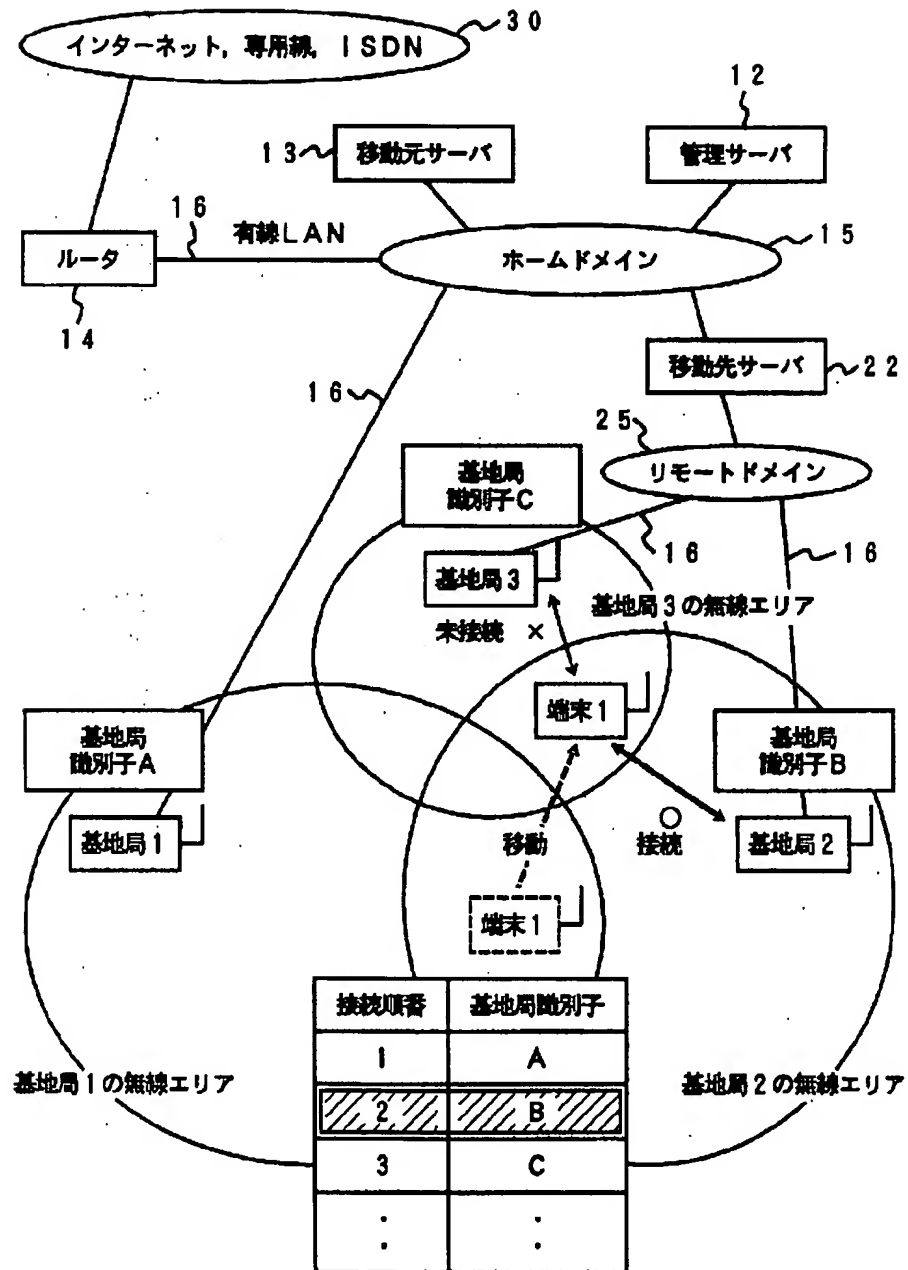 30
インターネット, 専用線, ISDN
12
13
移動元サーバ
管理サーバ
16
有線LAN
15
ルータ
ホームドメイン
14
16
移動先サーバ
22
25
基地局
識別子C
リモートドメイン
16
16
基地局3
基地局3の無線エリア
未接続 ×
端末1
基地局
識別子A
基地局
識別子B
基地局1
○
移動
接続
基地局2
端末1
接続順番 基地局識別子
1 A
基地局1の無線エリア
基地局2の無線エリア
2 B
3 C